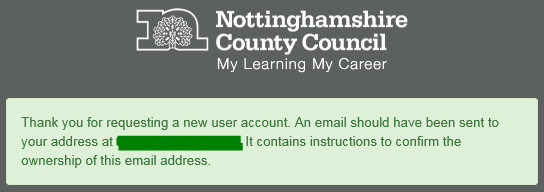 Nottinghamshire
County Council
My Learning My Career
Thank you for requesting a new user account. An email should have been sent to
your address at It contains instructions to confirm the
ownership of this email address.